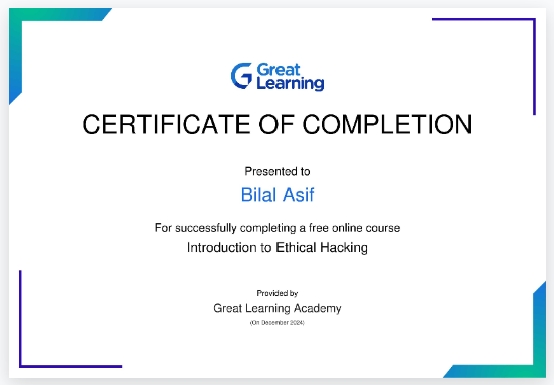 Great
Learning
CERTIFICATE OF COMPLETION
Presented to
Bilal Asif
For successfully completing a free online course
Introduction to Ethical Hacking
Provided by
Great Learning Academy
(On December 2024)